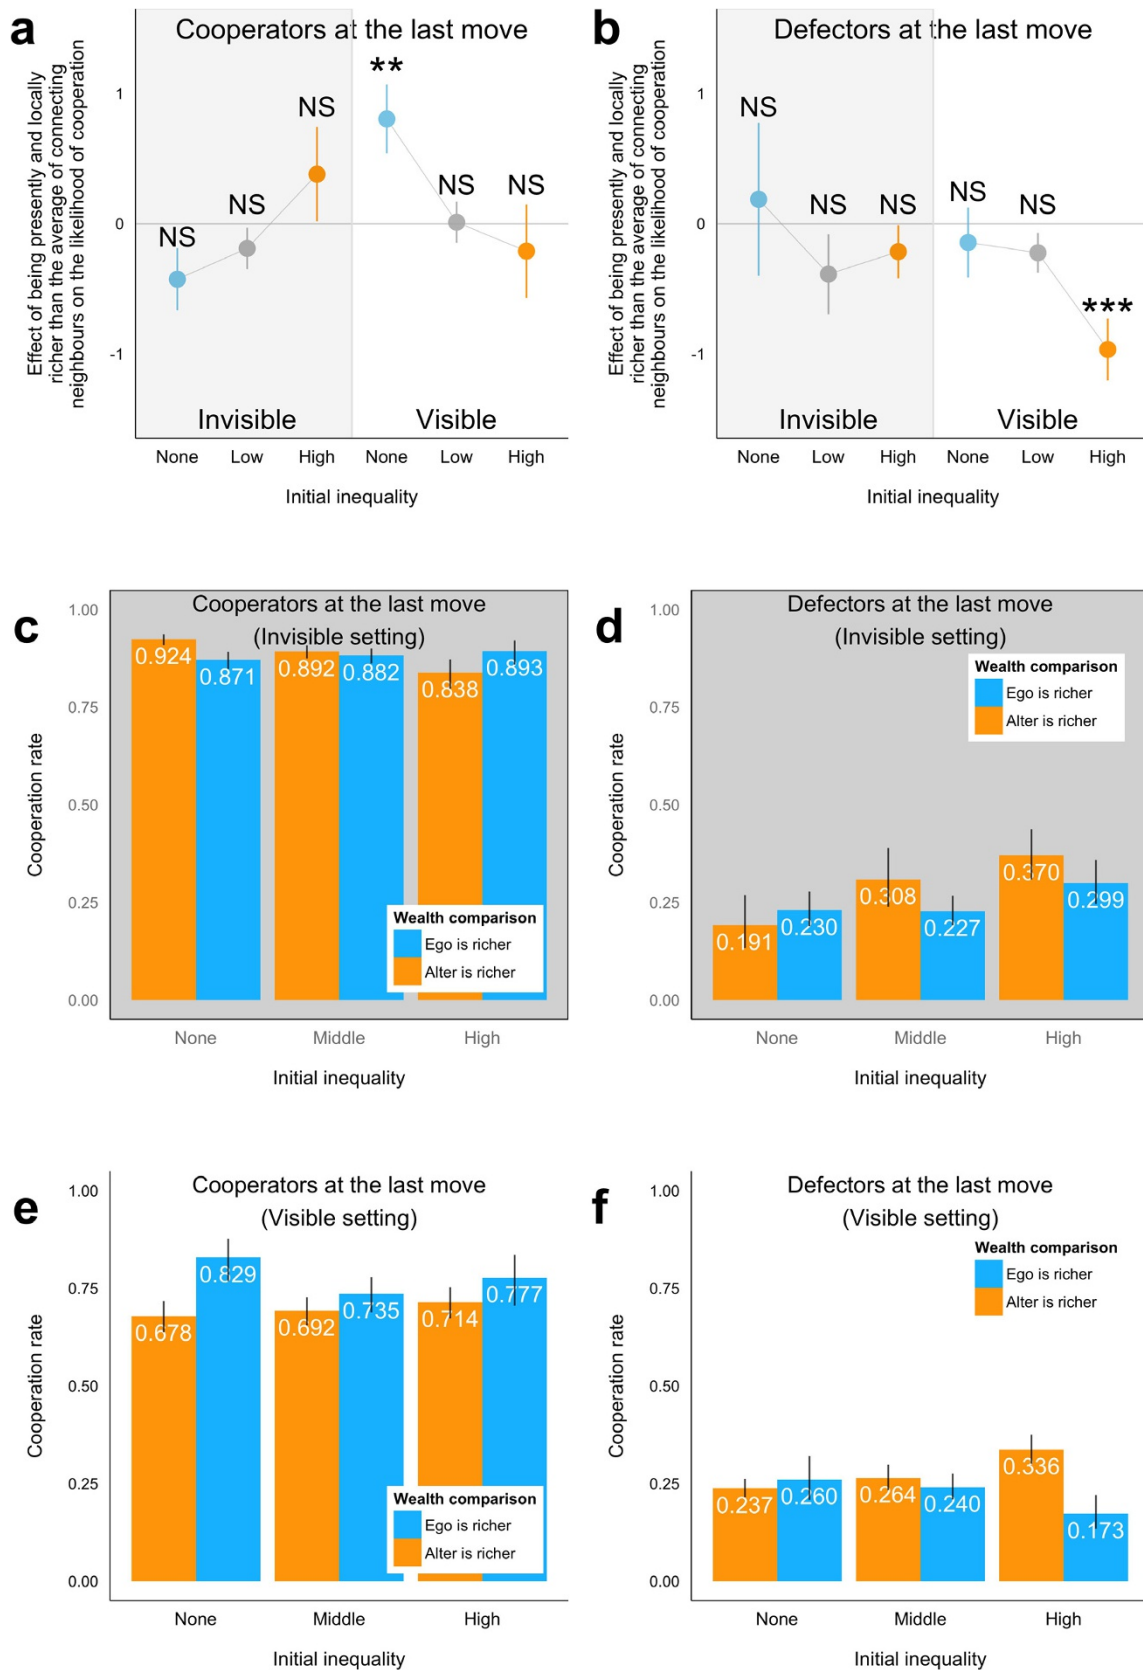 a
Cooperators at the last move
Effect of being presently and locally
richer than the average of connecting
neighbours on the likelihood of cooperation
1
0
-1
NS
NS
NS
**
NS
NS
Invisible
Visible
None
Low
High
None
Low
High
Initial inequality
b
Defectors at the last move
Effect of being presently and locally
richer than the average of connecting
neighbours on the likelihood of cooperation
1
0
-1
NS
NS
NS
NS
NS
***
Invisible
Visible
None
Low
High
None
Low
High
Initial inequality
c
Cooperators at the last move
(Invisible setting)
Cooperation rate
1.00
0.75
0.50
0.25
0.00
0.924
0.871
0.892
0.882
0.838
0.893
Wealth comparison
Ego is richer
Alter is richer
None
Middle
High
Initial inequality
d
Defectors at the last move
(Invisible setting)
Wealth comparison
Ego is richer
Alter is richer
Cooperation rate
1.00
0.75
0.50
0.25
0.00
0.191
0.230
0.308
0.227
0.370
0.299
None
Middle
High
Initial inequality
e
Cooperators at the last move
(Visible setting)
Cooperation rate
1.00
0.75
0.50
0.25
0.00
0.678
0.829
0.692
0.735
0.714
0.777
Wealth comparison
Ego is richer
Alter is richer
None
Middle
High
Initial inequality
f
Defectors at the last move
(Visible setting)
Wealth comparison
Ego is richer
Alter is richer
Cooperation rate
1.00
0.75
0.50
0.25
0.00
0.237
0.260
0.264
0.240
0.336
0.173
None
Middle
High
Initial inequality